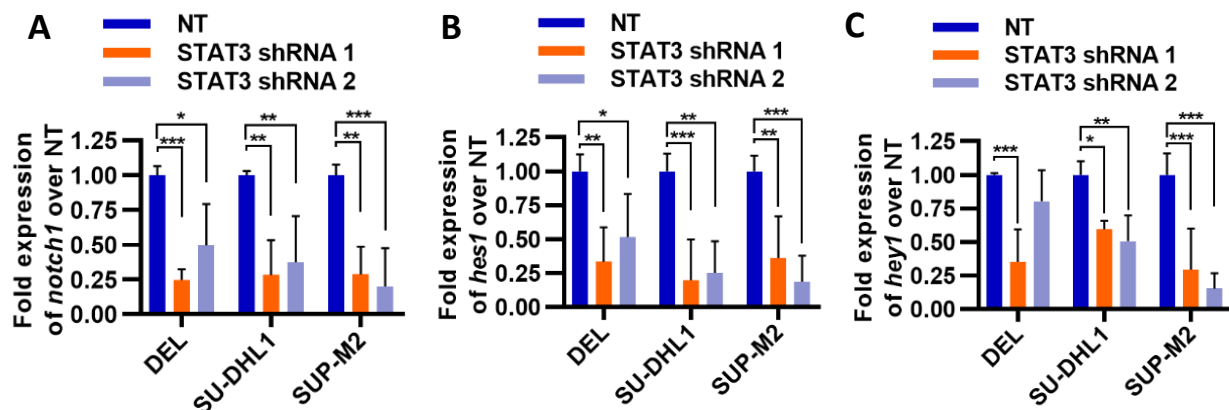 A
NT
STAT3 shRNA 1
STAT3 shRNA 2
Fold expression
of notch1 over NT
1.25
1.00
0.75
0.50
0.25
0.00
*
***
**
**
***
**
DEL
SU-DHL1
SUP-M2
B
NT
STAT3 shRNA 1
STAT3 shRNA 2
Fold expression
of hes1 over NT
1.25
1.00
0.75
0.50
0.25
0.00
*
**
**
***
***
**
DEL
SU-DHL1
SUP-M2
C
NT
STAT3 shRNA 1
STAT3 shRNA 2
Fold expression
of hey1 over NT
1.25
1.00
0.75
0.50
0.25
0.00
***
**
*
***
***
DEL
SU-DHL1
SUP-M2